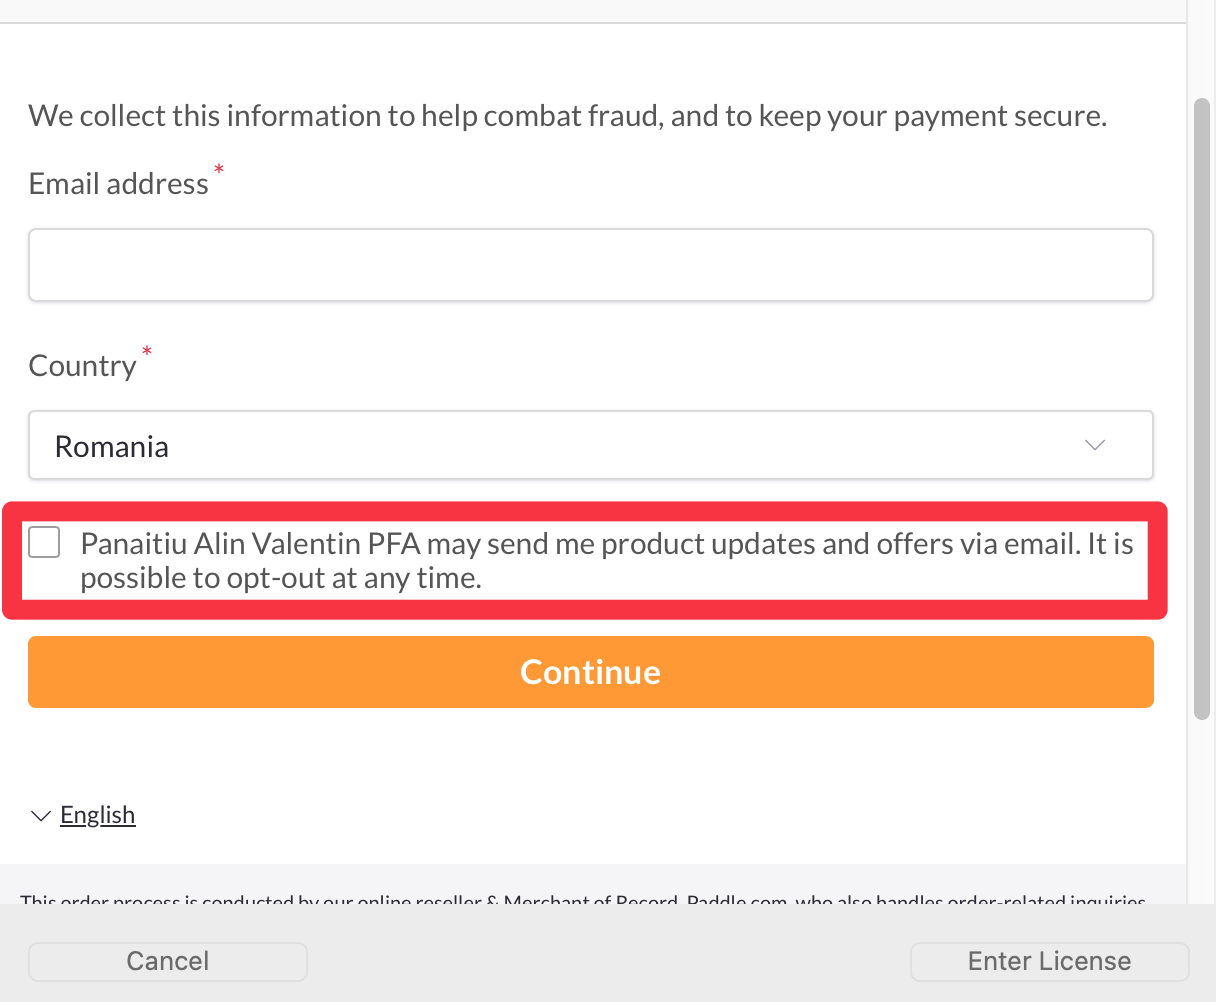 We collect this information to help combat fraud, and to keep your payment secure.
Email address *
Country *
Romania
Panaitiu Alin Valentin PFA may send me product updates and offers via email. It is
possible to opt-out at any time.
Continue
English
This order process is conducted by our online reseller & Merchant of Record, Paddle.com, who also handles order-related inquiries
Cancel
Enter License